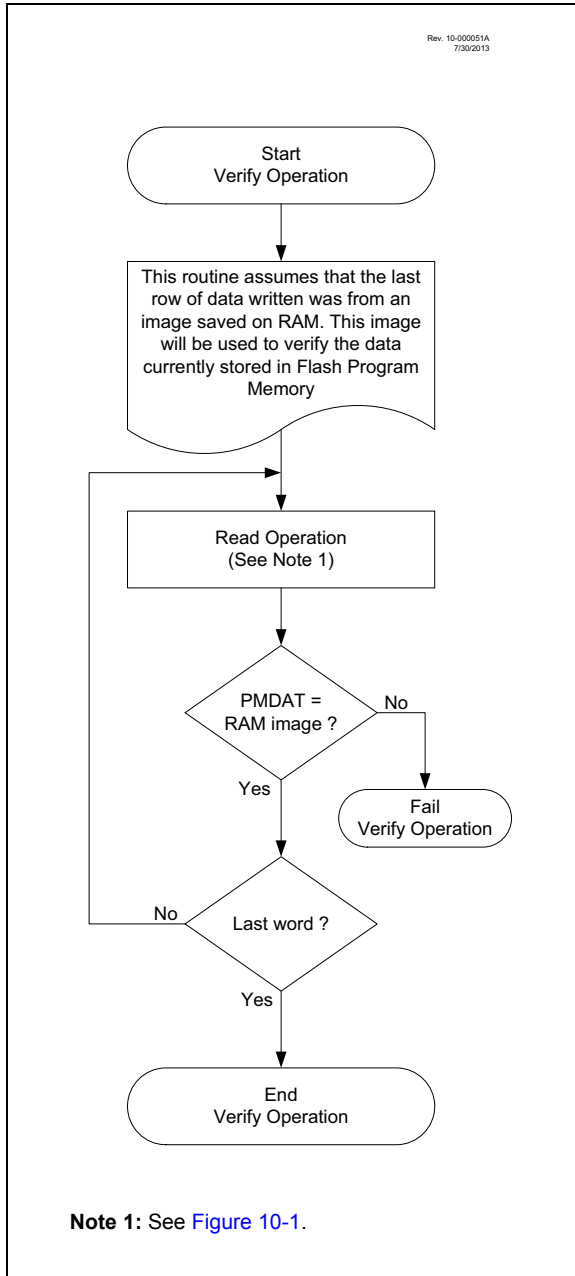 Rev. 10-000051A
7/30/2013
Start
Verify Operation
This routine assumes that the last
row of data written was from an
image saved on RAM. This image
will be used to verify the data
currently stored in Flash Program
Memory
Read Operation
(See Note 1)
PMDAT =
RAM image ?
No
Yes
Fail
Verify Operation
No
Last word ?
Yes
End
Verify Operation
Note 1: See Figure 10-1.